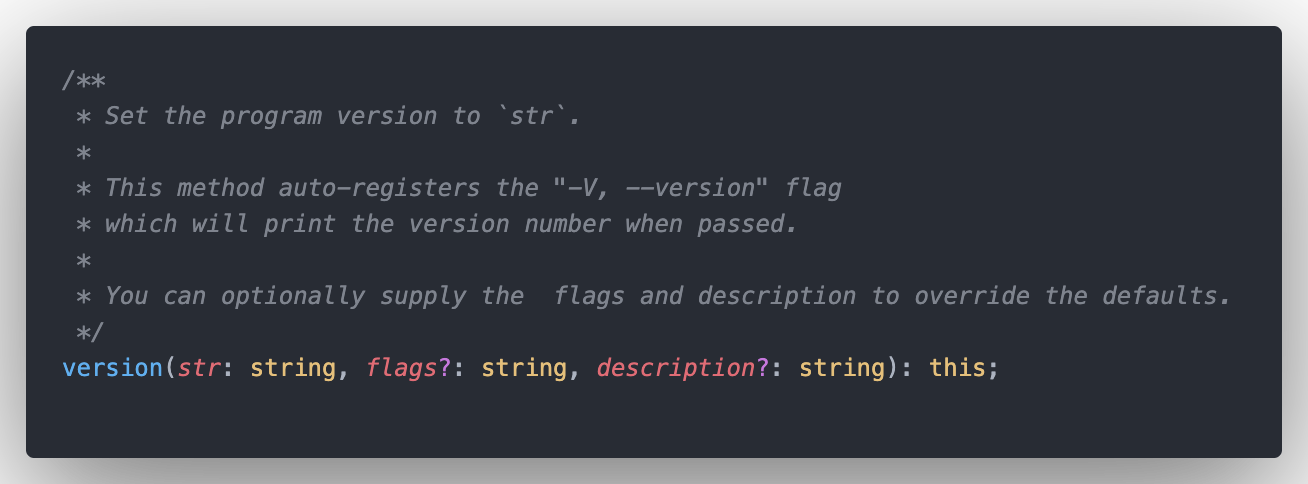 /**
 * Set the program version to `str`.
 *
 * This method auto-registers the "-V, --version" flag
 * which will print the version number when passed.
 *
 * You can optionally supply the  flags and description to override the defaults.
 */
version(str: string, flags?: string, description?: string): this;